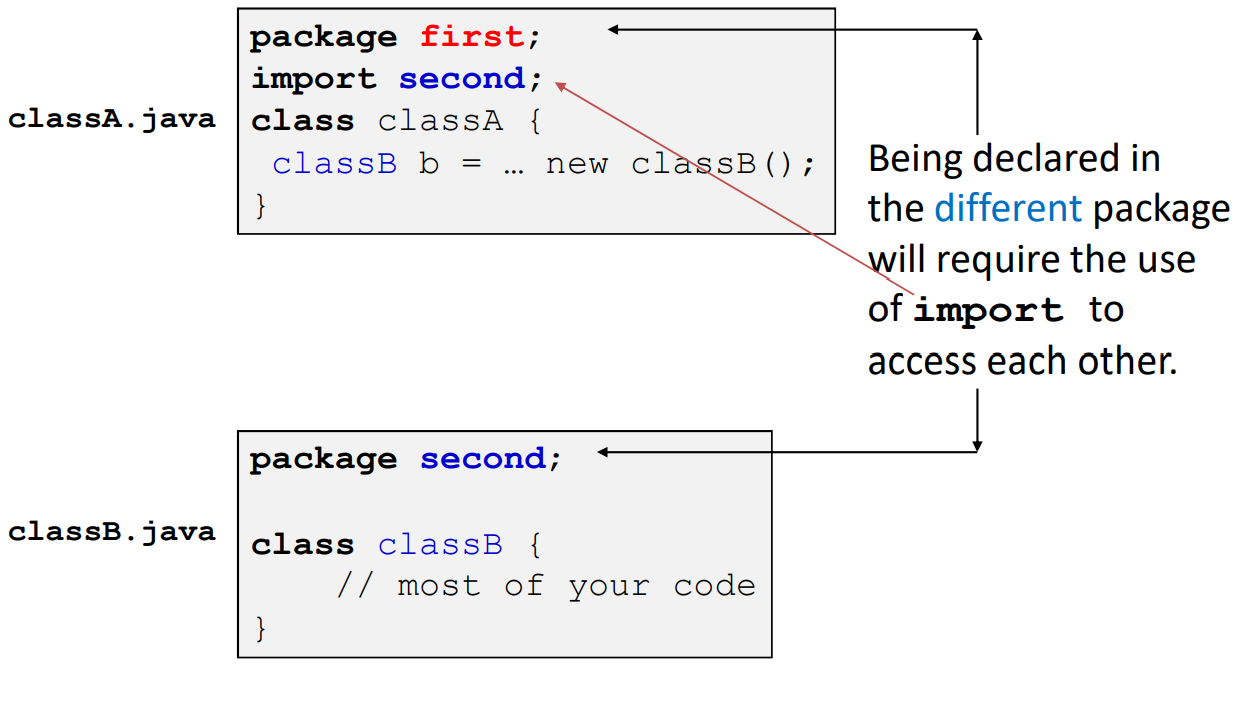 classA.java
package first;
import second;
class classA {
classB b = … new classB();
}
Being declared in
the different package
will require the use
of import to
access each other.
classB.java
package second;
class classB {
// most of your code
}